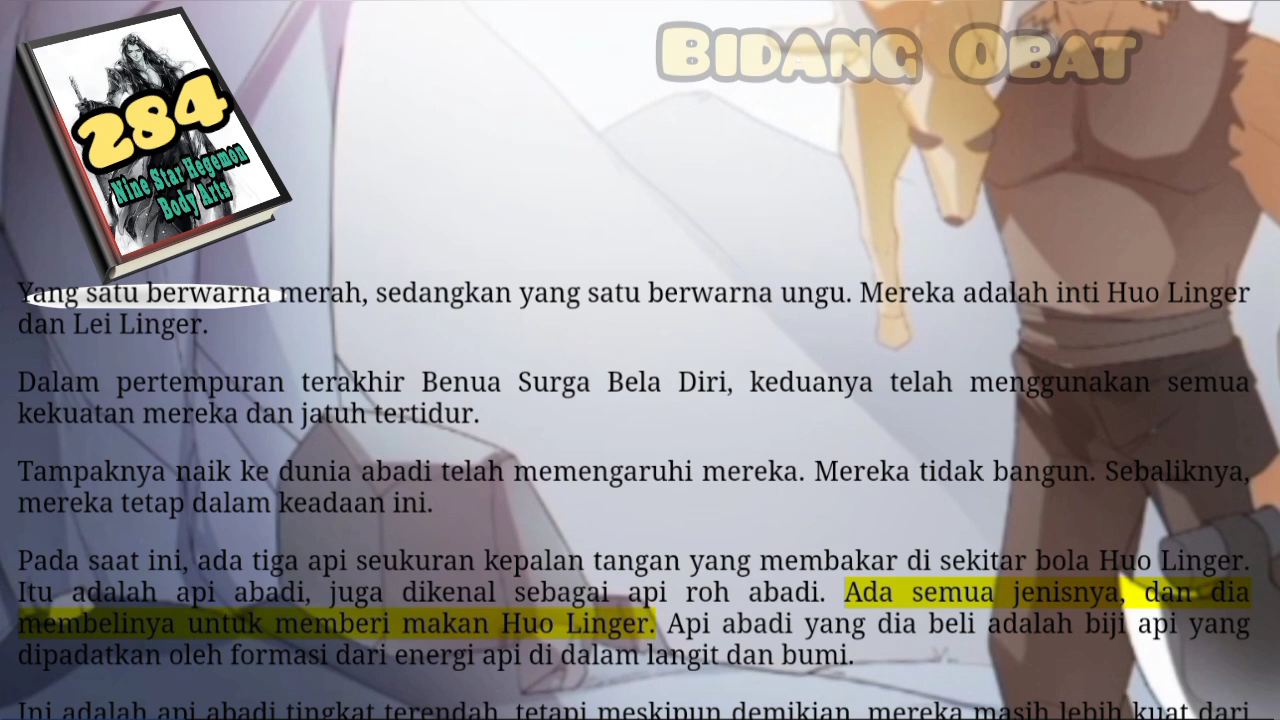 Bidang Obat
284
Nine Star Hegemon
Body Arts
Yang satu berwarna merah, sedangkan yang satu berwarna ungu. Mereka adalah inti Huo Linger
dan Lei Linger.
Dalam pertempuran terakhir Benua Surga Bela Diri, keduanya telah menggunakan semua
kekuatan mereka dan jatuh tertidur.
Tampaknya naik ke dunia abadi telah memengaruhi mereka. Mereka tidak bangun. Sebaliknya,
mereka tetap dalam keadaan ini.
Pada saat ini, ada tiga api seukuran kepalan tangan yang membakar di sekitar bola Huo Linger.
Itu adalah api abadi, juga dikenal sebagai api roh abadi. Ada semua jenisnya, dan dia
membelinya untuk memberi makan Huo Linger. Api abadi yang dia beli adalah biji api yang
dipadatkan oleh formasi dari energi api di dalam langit dan bumi.
Ini adalah api abadi tingkat terendah, tetapi meskipun demikian, mereka masih lebih kuat dari